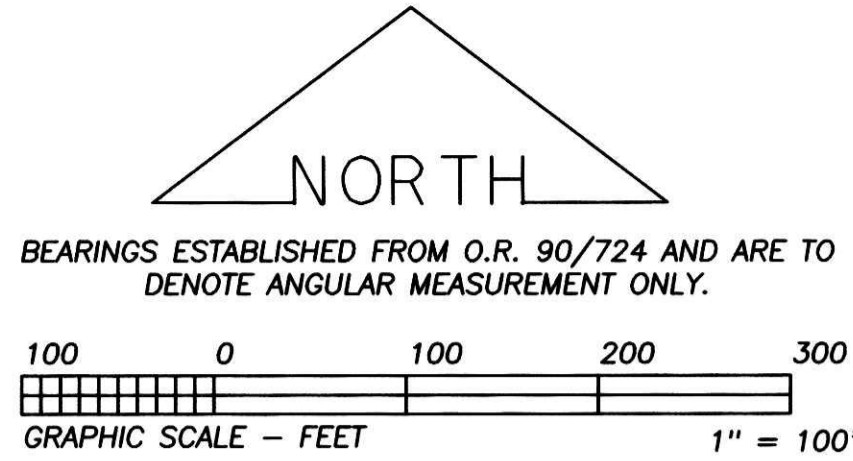 NORTH
BEARINGS ESTABLISHED FROM O.R. 90/724 AND ARE TO
DENOTE ANGULAR MEASUREMENT ONLY.
100 0 100 200 300
GRAPHIC SCALE – FEET 1" = 100'